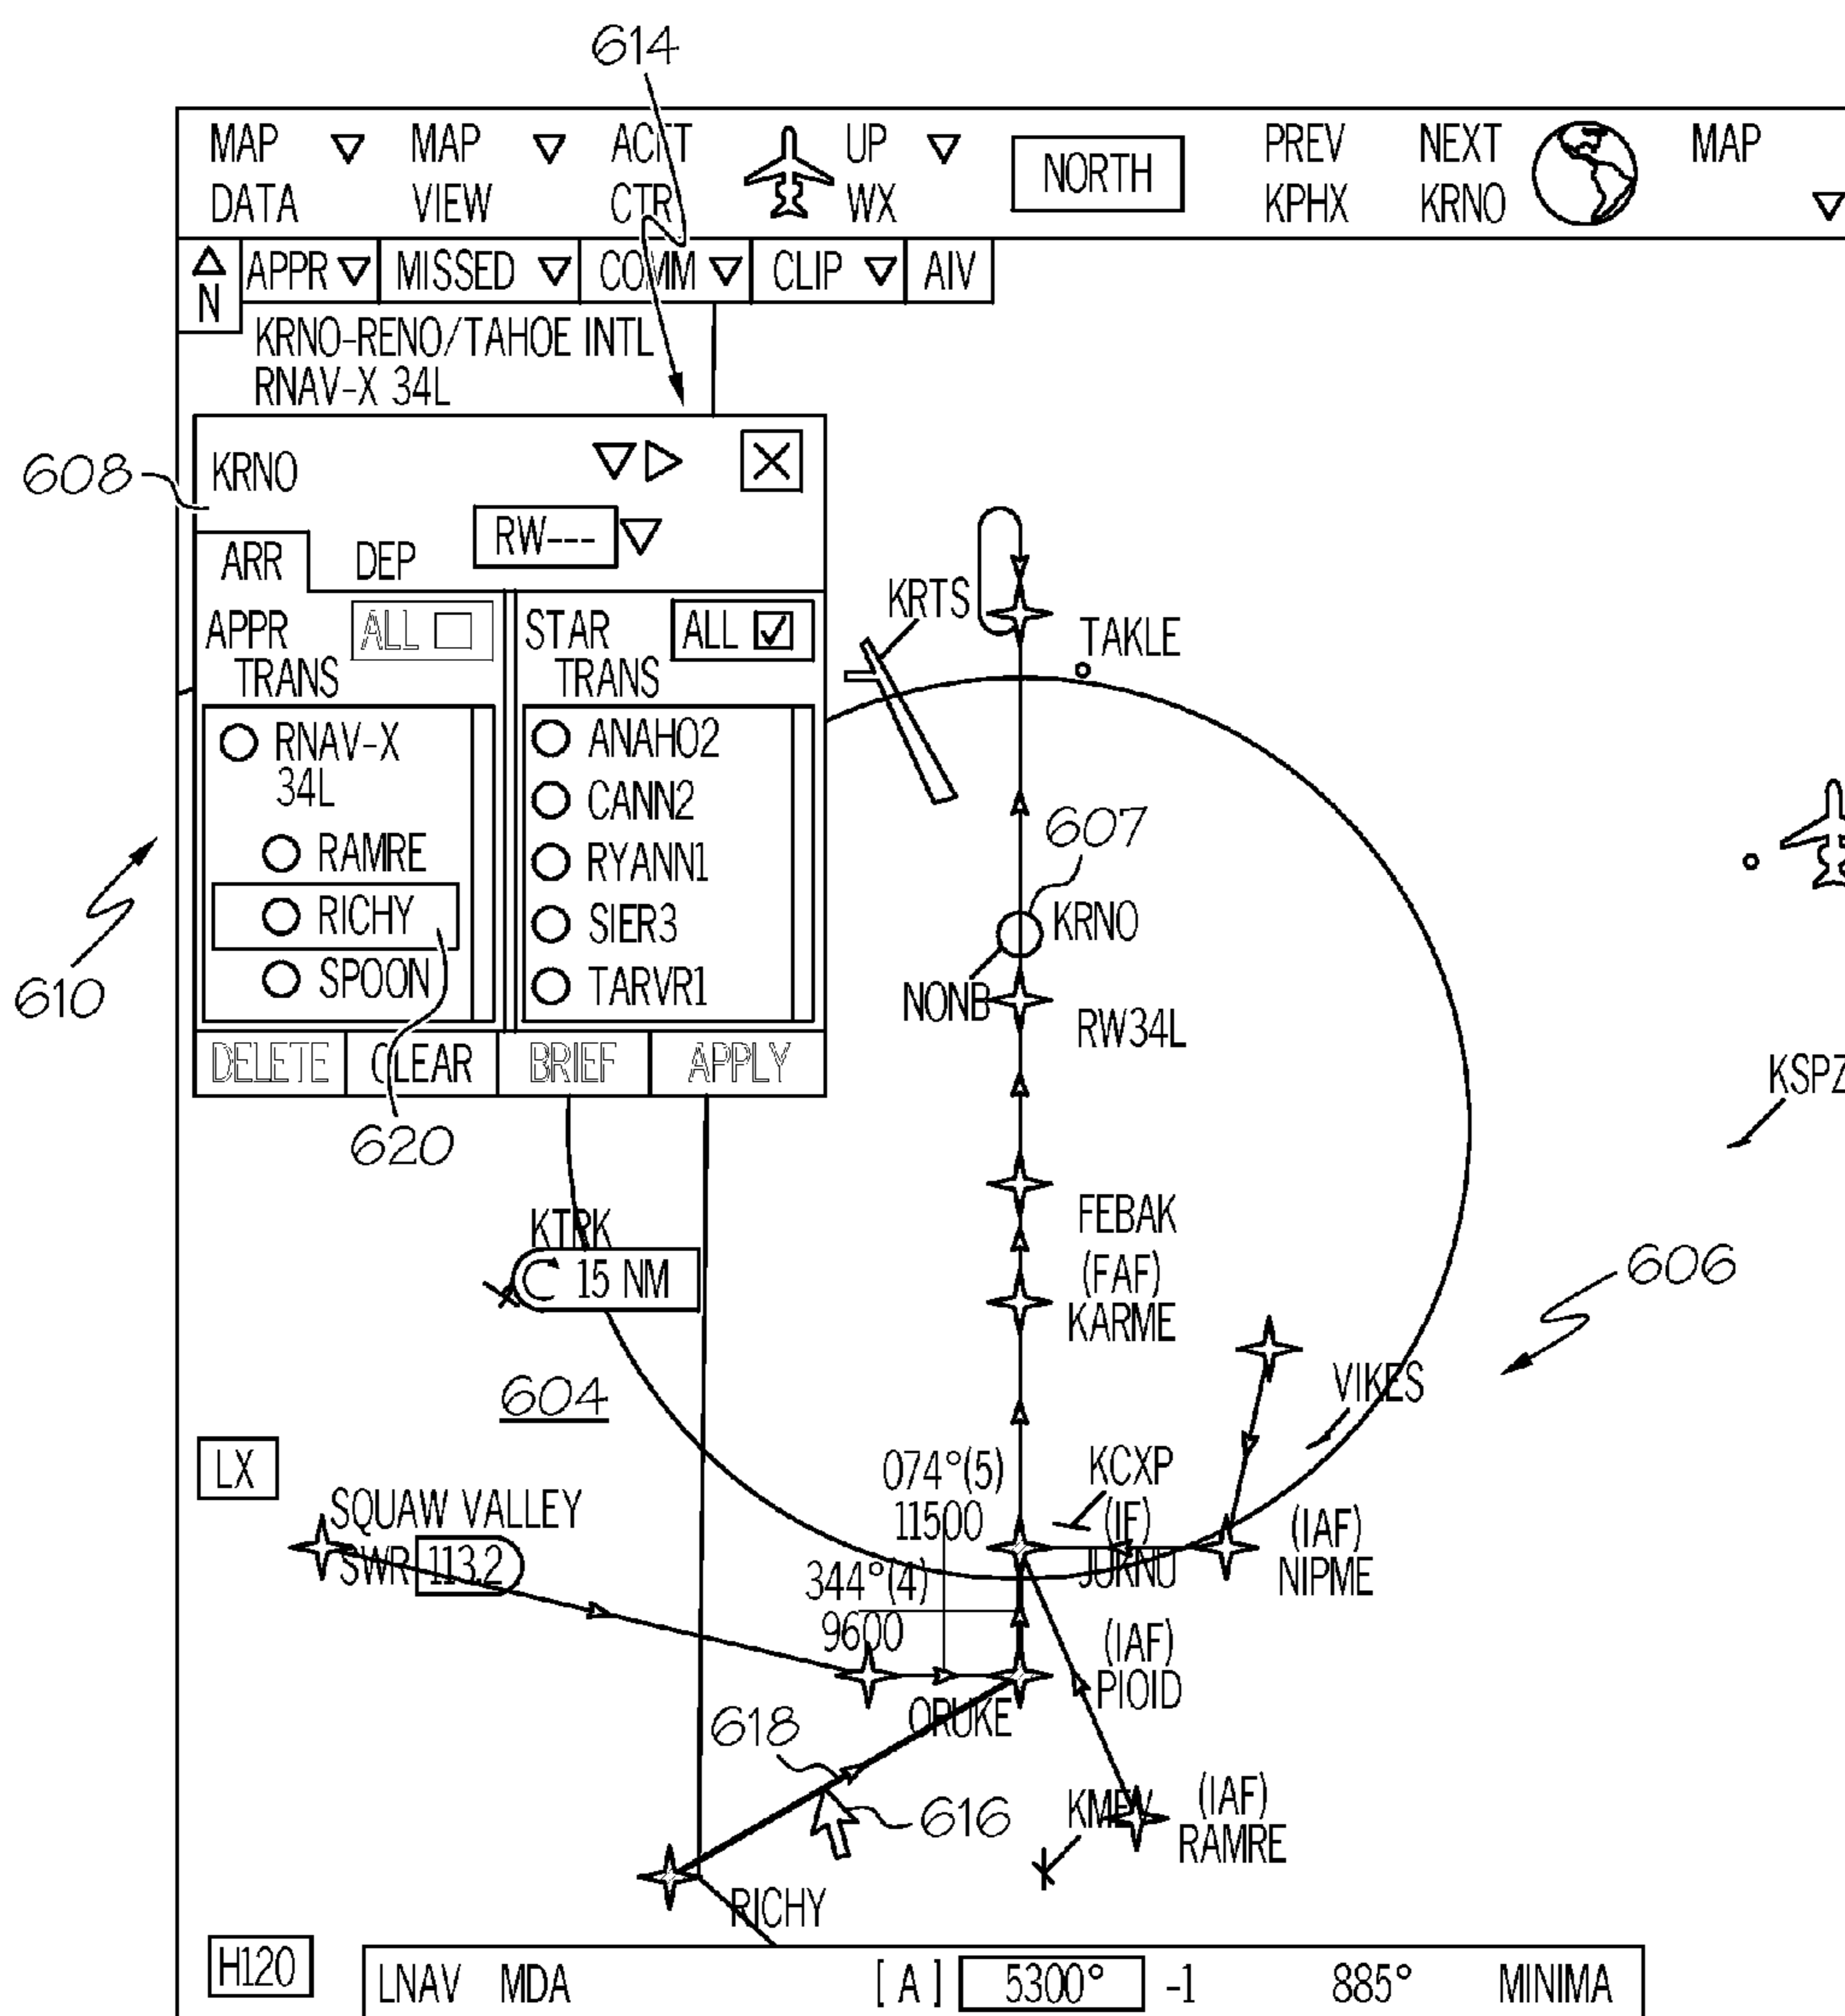 614
MAP MAP ACFT UP NORTH PREV NEXT MAP
DATA VIEW CTR WX KPHX KRNO
N APPR MISSED COMM CLIP AIV
KRNO-RENO/TAHOE INTL
RNAV-X 34L
608
KRNO
RW---
ARR DEP
APPR ALL STAR ALL
TRANS TRANS
RNAV-X
34L
RAMRE
RICHY
SPOON
ANAHO2
CANN2
RYANN1
SIER3
TARVR1
DELETE CLEAR BRIEF APPLY
610
620
KRTS
TAKLE
607
KRNO
NONB
RW34L
KSPZ
KTRK
15 NM
FEBAK
(FAF)
KARME
606
604
VIKES
LX
SQUAW VALLEY
SWR 113.2
074°(5)
11500
KCXP
(IF)
JUKNU
(IAF)
NIPME
344°(4)
9600
(IAF)
PIOID
ORUKE
618
616
KMEV
(IAF)
RAMRE
RICHY
H120
LNAV MDA [ A ] 5300° -1 885° MINIMA